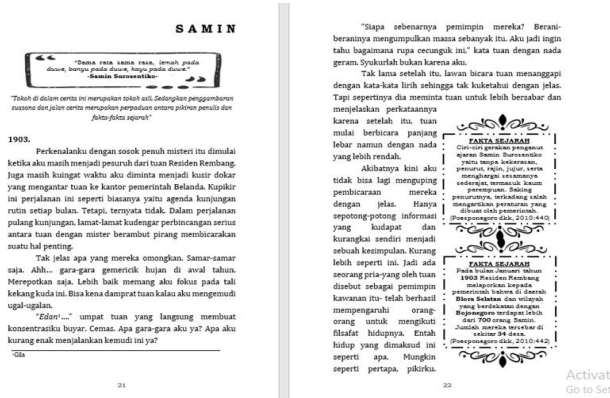 SAMIN
"Sama rata sama rasa, lemah pada
duwe, banyu pada duwe, kayu pada duwe."
-Samin Surosentiko-
"Tokoh di dalam cerita ini merupakan tokoh asli. Sedangkan penggambaran
suasana dan jalan cerita merupakan perpaduan antara pikiran penulis dan
fakta-fakta sejarah"
1903.
Perkenalanku dengan sosok penuh misteri itu dimulai
ketika aku masih menjadi pesuruh dari tuan Residen Rembang.
Juga masih kuingat waktu aku diminta menjadi kusir dokar
yang mengantar tuan ke kantor pemerintah Belanda. Kupikir
ini perjalanan seperti biasanya yaitu agenda kunjungan
rutin setiap bulan. Tetapi, ternyata tidak. Dalam perjalanan
pulang kunjungan, lamat-lamat kudengar perbincangan serius
antara tuan dengan mister berambut pirang membicarakan
suatu hal penting.
Tak jelas apa yang mereka omongkan. Samar-samar
saja. Ahh... gara-gara gemericik hujan di awal tahun.
Merepotkan saja. Lebih baik memang aku fokus pada tali
kekang kuda ini. Bisa kena damprat tuan kalau aku mengemudi
ugal-ugalan.
"Edan¹...." umpat tuan yang langsung membuat
konsentrasiku buyar. Cemas. Apa gara-gara aku ya? Apa aku
kurang enak menjalankan kemudi ini ya?
¹Gila
21
"Siapa sebenarnya pemimpin mereka? Berani-
beraninya mengumpulkan massa sebanyak itu. Aku jadi ingin
tahu bagaimana rupa cecunguk ini," kata tuan dengan nada
geram. Syukurlah bukan karena aku.
Tak lama setelah itu, lawan bicara tuan menanggapi
dengan kata-kata lirih sehingga tak kuketahui dengan jelas.
Tapi sepertinya dia meminta tuan untuk lebih bersabar dan
menjelaskan perkataannya
karena setelah itu, tuan
mulai berbicara panjang
lebar namun dengan nada
yang lebih rendah.
Akibatnya kini aku
tidak bisa lagi menguping
pembicaraan mereka
dengan jelas. Hanya
sepotong-potong informasi
yang kudapat dan
kurangkai sendiri menjadi
sebuah kesimpulan. Kurang
lebih seperti ini. Jadi ada
seorang pria-yang oleh tuan
disebut sebagai pemimpin
kawanan itu- telah berhasil
mempengaruhi orang-
orang untuk mengikuti
filsafat hidupnya. Entah
hidup yang dimaksud ini
seperti apa. Mungkin
seperti pertapa, pikirku.
FAKTA SEJARAH
Ciri-ciri gerakan penganut
ajaran Samin Surosentiko
yaitu tanpa kekerasan,
penurut, rajin, jujur, serta
menghargai sesamanya
sederajat, termasuk kaum
perempuan. Saking
penurutnya, terkadang salah
mengartikan peraturan yang
dibuat oleh pemerintah.
(Poesponegoro dkk, 2010:440)
FAKTA SEJARAH
Pada bulan Januari tahun
1903 Residen Rembang
melaporkan kepada
pemerintah bahwa di daerah
Blora Selatan dan wilayah
yang berdekatan dengan
Bojonegoro terdapat lebih
dari 700 orang Samin.
Jumlah mereka tersebar di
sekitar 34 desa.
(Poesponegoro dkk, 2010:442)
22
Activat
Go to Set